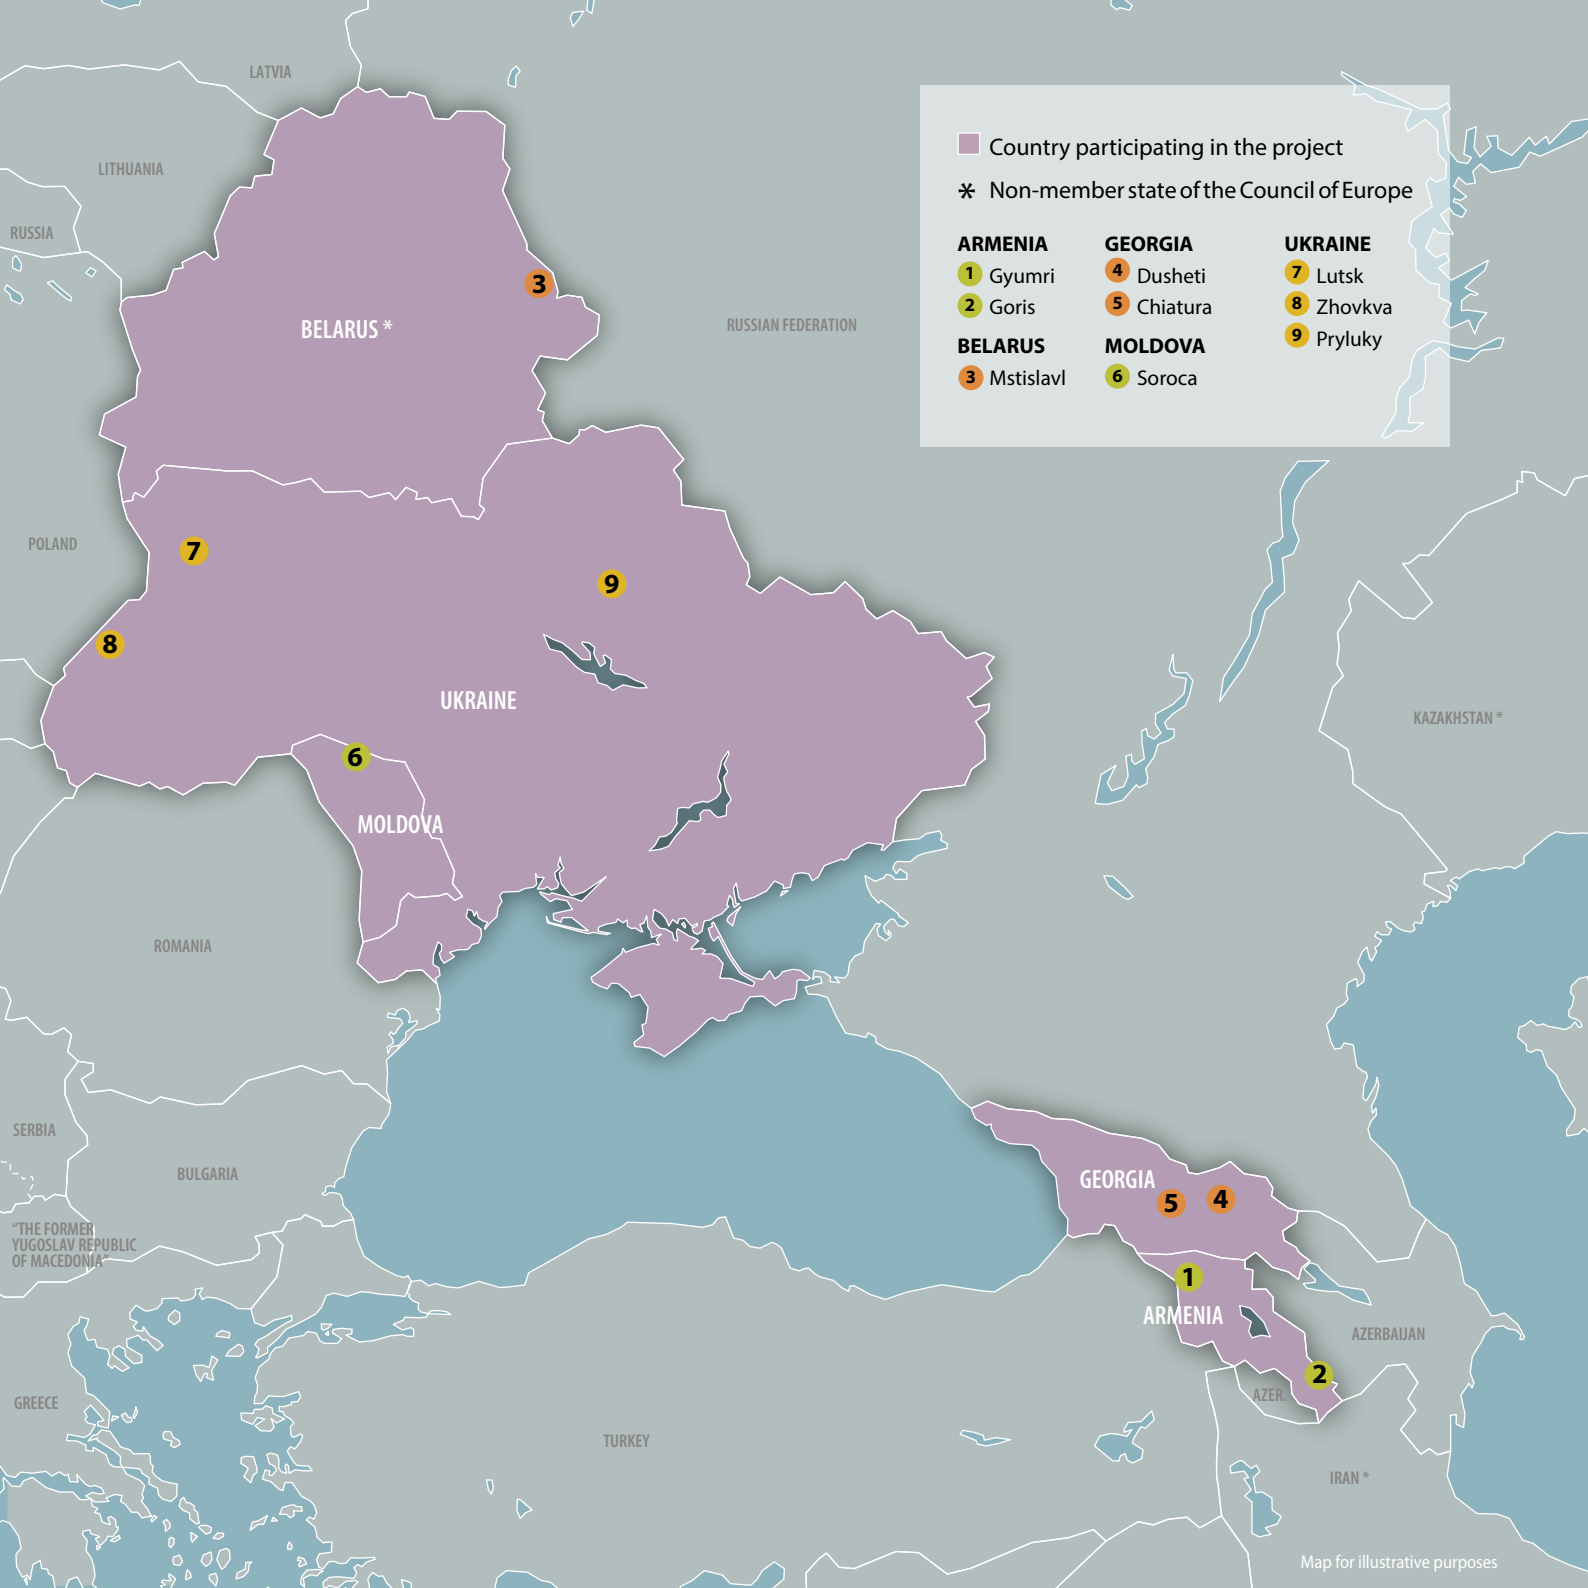 LATVIA
LITHUANIA
RUSSIA
3
BELARUS *
RUSSIAN FEDERATION
Country participating in the project
* Non-member state of the Council of Europe
ARMENIA
1 Gyumri
2 Goris
BELARUS
3 Mstislavl
GEORGIA
4 Dusheti
5 Chiatura
MOLDOVA
6 Soroca
UKRAINE
7 Lutsk
8 Zhovkva
9 Pryluky
POLAND
7
9
8
UKRAINE
KAZAKHSTAN *
6
MOLDOVA
ROMANIA
SERBIA
BULGARIA
GEORGIA
5
4
"THE FORMER
YUGOSLAV REPUBLIC
OF MACEDONIA"
1
ARMENIA
AZERBAIJAN
2
AZER.
GREECE
TURKEY
IRAN *
Map for illustrative purposes